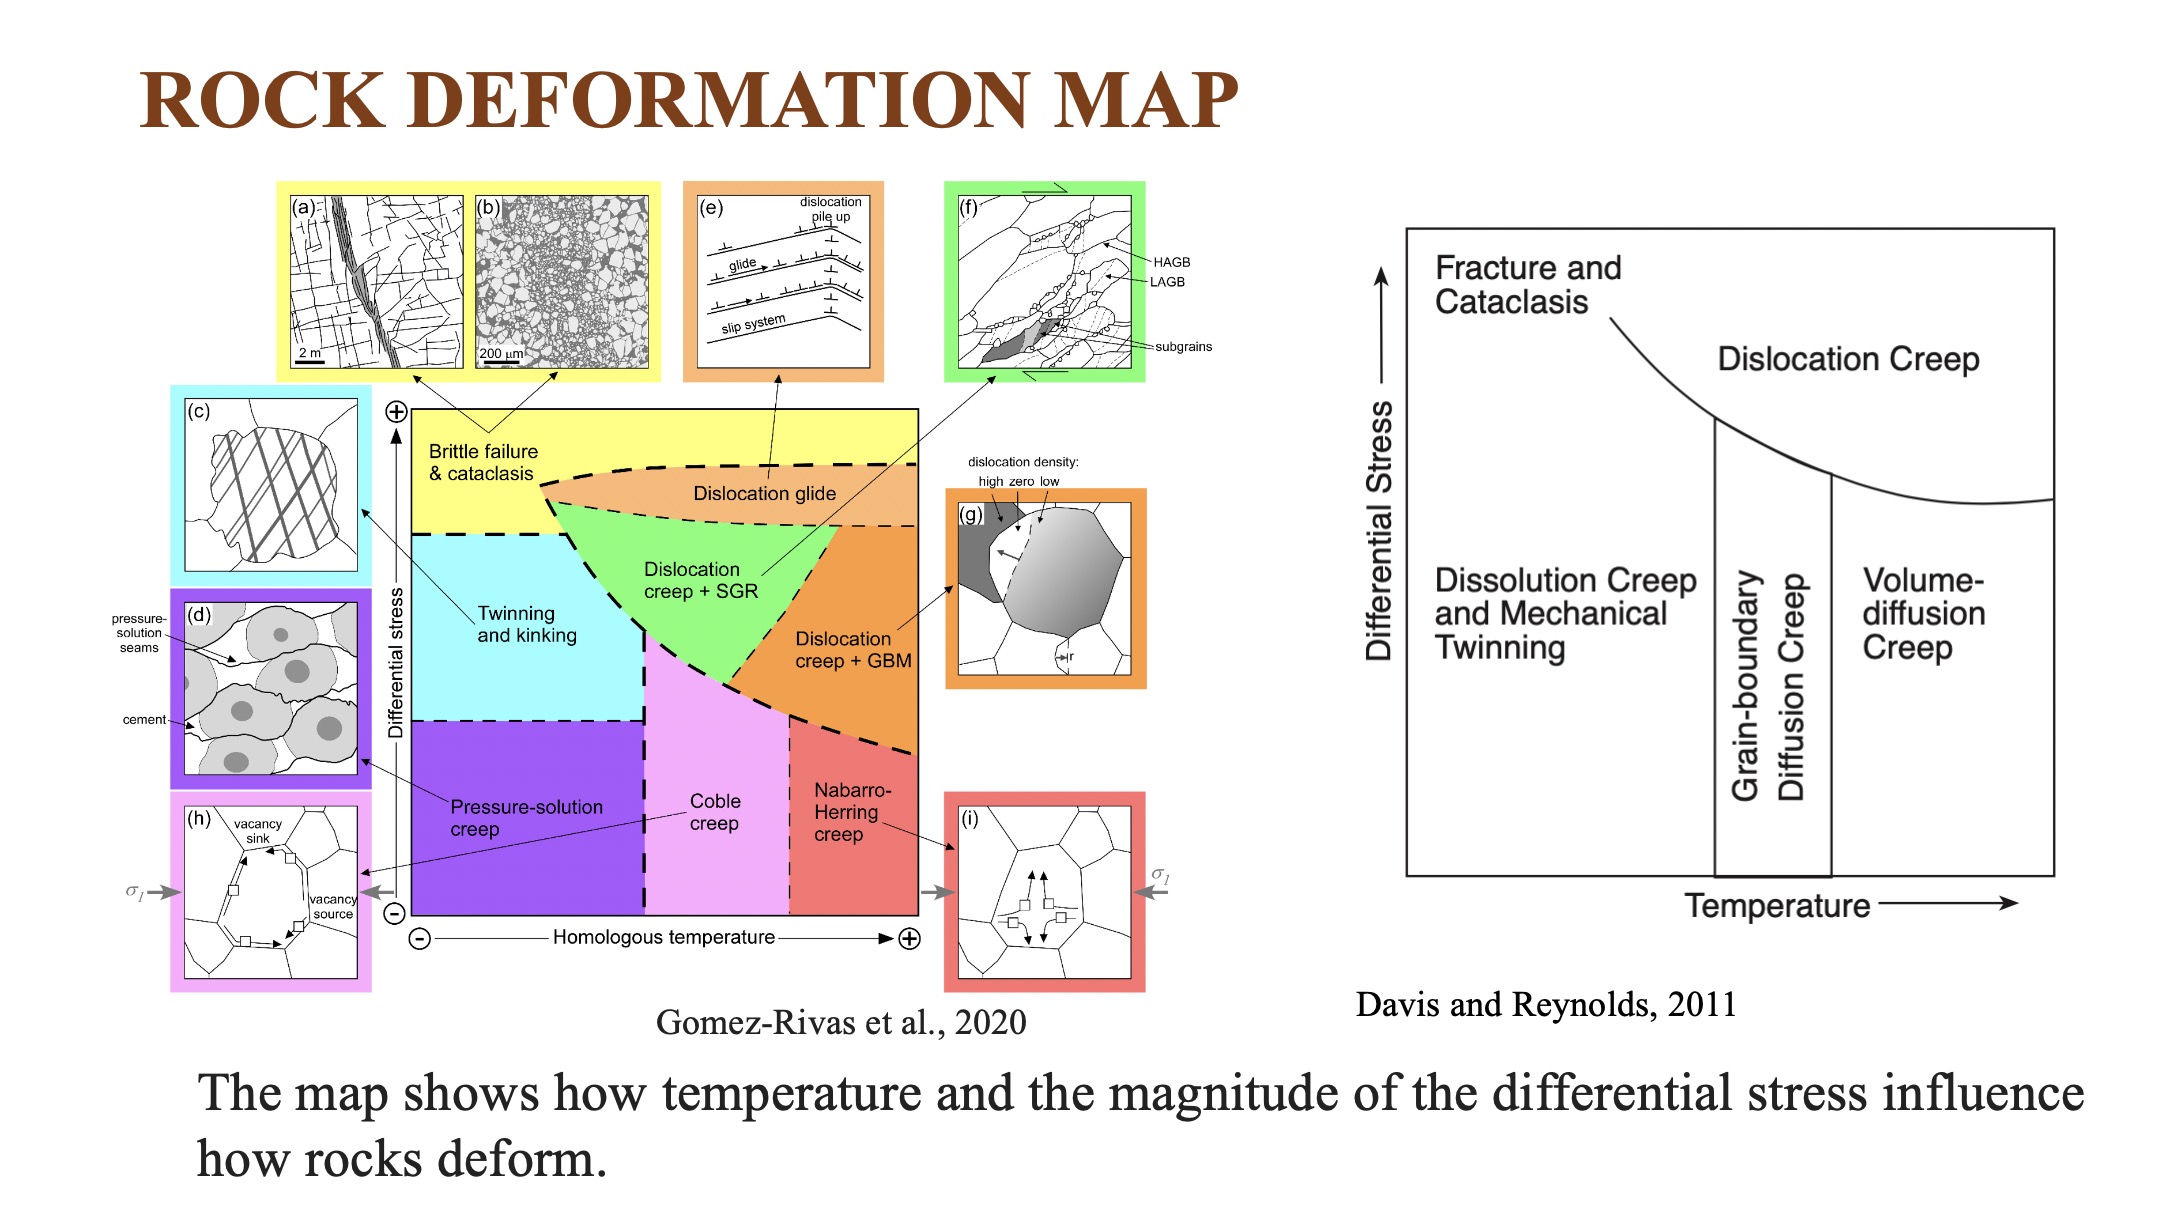 ROCK DEFORMATION MAP
(a)
2 m
(b)
200 µm
(e)
dislocation
pile up
glide
slip system
(f)
HAGB
LAGB
subgrains
(c)
(d)
pressure-
solution
seams
cement
(h)
vacancy
sink
vacancy
source
σ1
+
Differential stress
-
Brittle failure
& cataclasis
Dislocation glide
Dislocation
creep + SGR
Twinning
and kinking
Dislocation
creep + GBM
Pressure-solution
creep
Coble
creep
Nabarro-
Herring
creep
-
Homologous temperature
+
dislocation density:
high zero low
(g)
r
(i)
σ1
Gomez-Rivas et al., 2020
Differential Stress
Fracture and
Cataclasis
Dislocation Creep
Dissolution Creep
and Mechanical
Twinning
Grain-boundary
Diffusion Creep
Volume-
diffusion
Creep
Temperature
Davis and Reynolds, 2011
The map shows how temperature and the magnitude of the differential stress influence
how rocks deform.